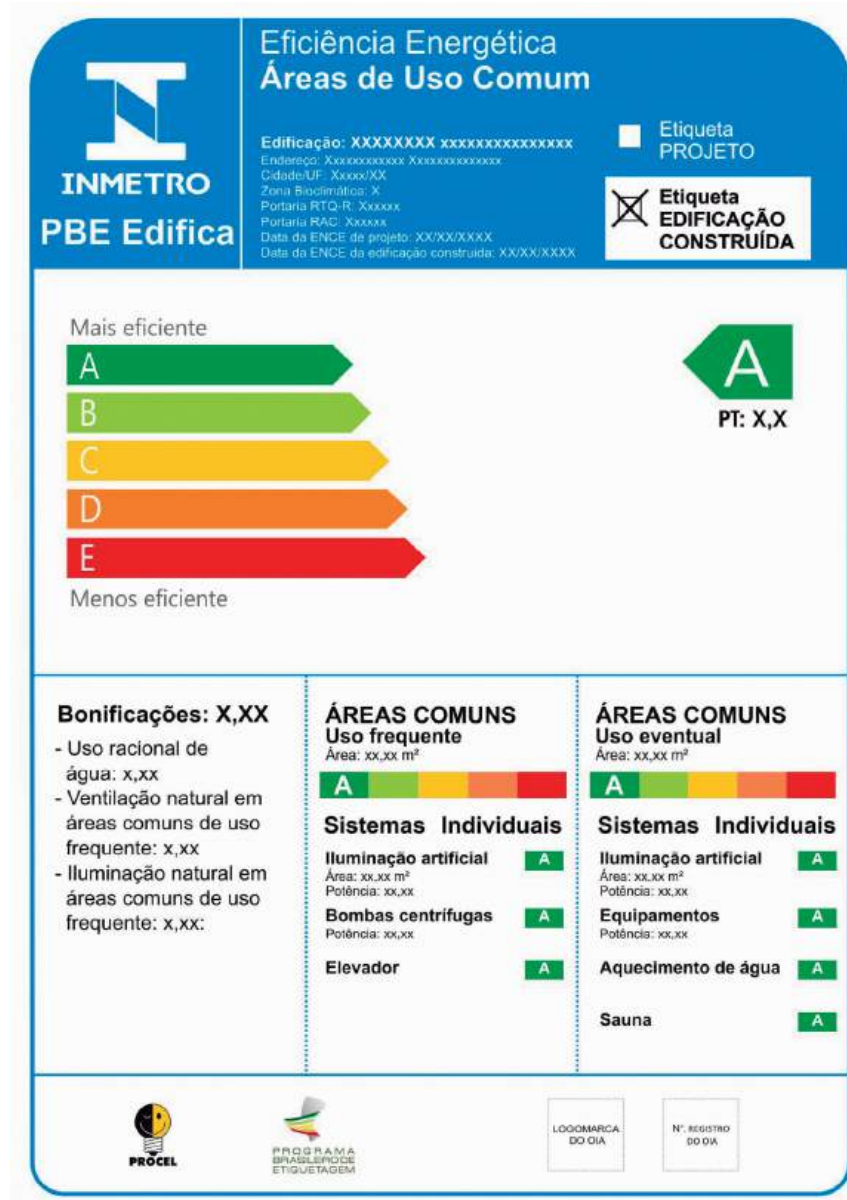 Eficiência Energética
Áreas de Uso Comum
INMETRO
PBE Edifica
Edificação: XXXXXXXX xxxxxxxxxxxxxxx
Endereço: Xxxxxxxxxxxx Xxxxxxxxxxxxxx
Cidade/UF: Xxxxx/XX
Zona Bioclimática: X
Portaria RTQ-R: Xxxxxx
Portaria RAC: Xxxxxx
Data da ENCE de projeto: XX/XX/XXXX
Data da ENCE da edificação construida: XX/XX/XXXX
Etiqueta
PROJETO
Etiqueta
EDIFICAÇÃO
CONSTRUÍDA
Mais eficiente
A
B
C
D
E
Menos eficiente
A
PT: X,X
Bonificações: X,XX
- Uso racional de
água: x,xx
- Ventilação natural em
áreas comuns de uso
frequente: x,xx
- Iluminação natural em
áreas comuns de uso
frequente: x,xx:
ÁREAS COMUNS
Uso frequente
Área: xx,xx m²
A
Sistemas Individuais
Iluminação artificial A
Área: xx.xx m²
Potência: xx,xx
Bombas centrífugas A
Potência: xx,xx
Elevador A
ÁREAS COMUNS
Uso eventual
Área: xx,xx m²
A
Sistemas Individuais
Iluminação artificial A
Área: xx.xx m²
Potência: xx,xx
Equipamentos A
Potência: xx,xx
Aquecimento de água A
Sauna A
PROCEL
PROGRAMA
BRASILEIRO DE
ETIQUETAGEM
LOGOMARCA
DO OIA
N°. REGISTRO
DO OIA